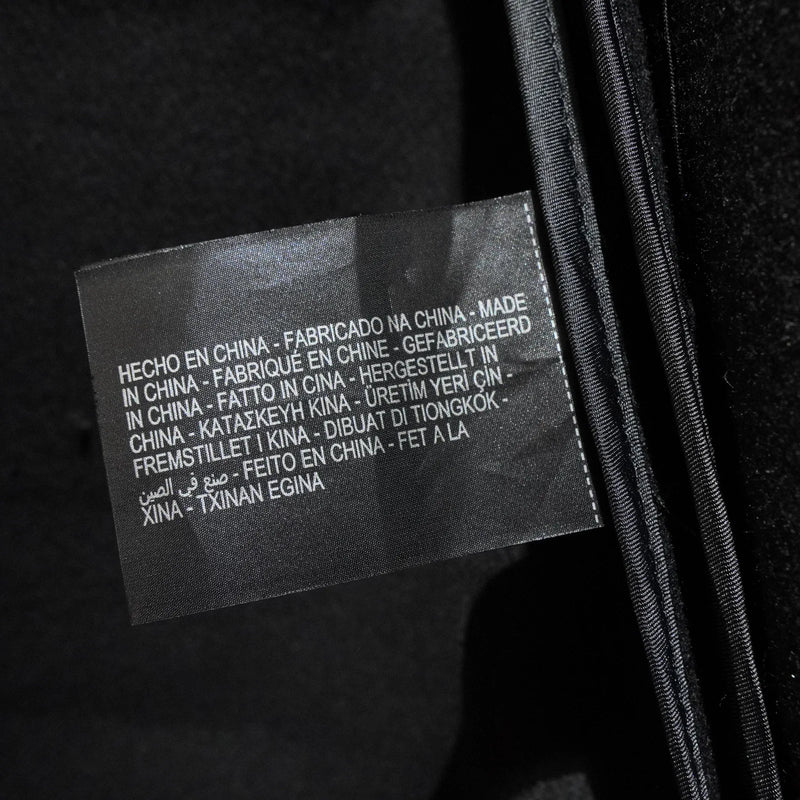 HECHO EN CHINA - FABRICADO NA CHINA - MADE
IN CHINA - FABRIQUÉ EN CHINE - GEFABRICEERD
IN CHINA - FATTO IN CINA - HERGESTELLT IN
CHINA - ΚΑΤΑΣΚΕΥΗ ΚΙΝΑ - ÜRETİM YERİ ÇIN -
FREMSTILLET I KINA - DIBUAT DI TIONGKOK -
صنع في الصين - FEITO EN CHINA - FET A LA
XINA - TXINAN EGINA